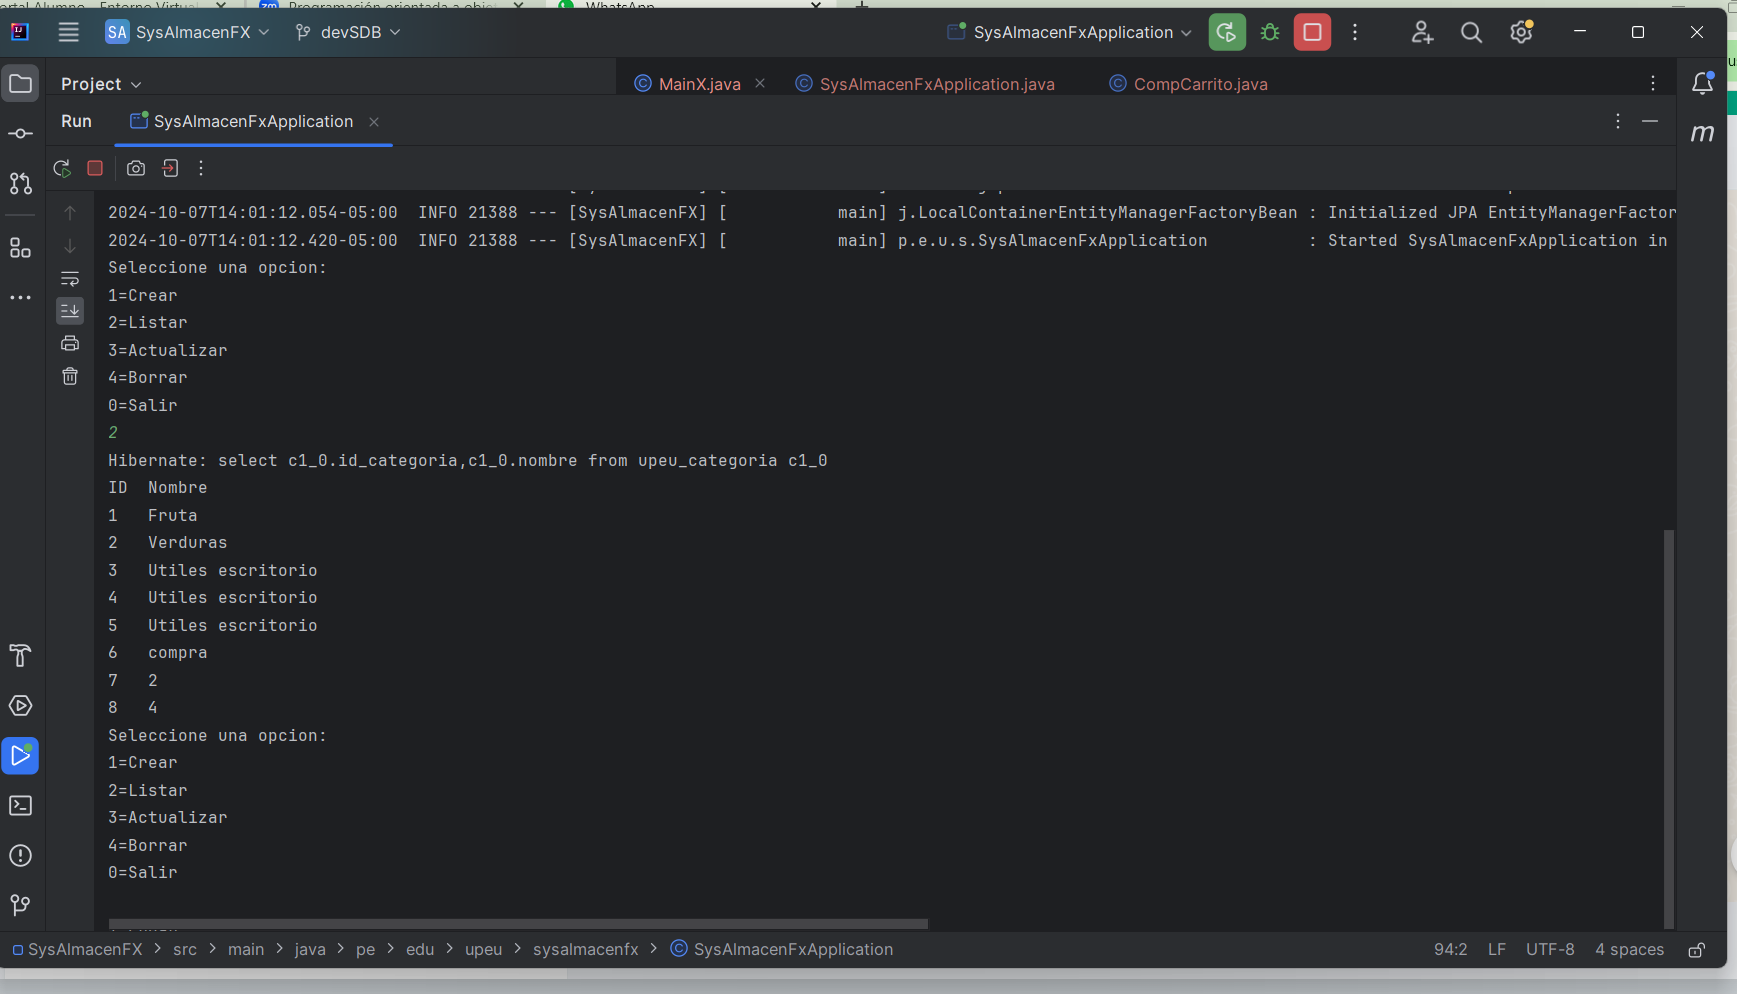 WhatsApp
SA SysAlmacenFX devSDB SysAlmacenFxApplication
Project MainX.java SysAlmacenFxApplication.java CompCarrito.java
Run SysAlmacenFxApplication
2024-10-07T14:01:12.054-05:00 INFO 21388 --- [SysAlmacenFX] [ main] j.LocalContainerEntityManagerFactoryBean : Initialized JPA EntityManagerFactor
2024-10-07T14:01:12.420-05:00 INFO 21388 --- [SysAlmacenFX] [ main] p.e.u.s.SysAlmacenFxApplication : Started SysAlmacenFxApplication in
Seleccione una opcion:
1=Crear
2=Listar
3=Actualizar
4=Borrar
0=Salir
2
Hibernate: select c1_0.id_categoria,c1_0.nombre from upeu_categoria c1_0
ID Nombre
1 Fruta
2 Verduras
3 Utiles escritorio
4 Utiles escritorio
5 Utiles escritorio
6 compra
7 2
8 4
Seleccione una opcion:
1=Crear
2=Listar
3=Actualizar
4=Borrar
0=Salir
SysAlmacenFX > src > main > java > pe > edu > upeu > sysalmacenfx > SysAlmacenFxApplication 94:2 LF UTF-8 4 spaces